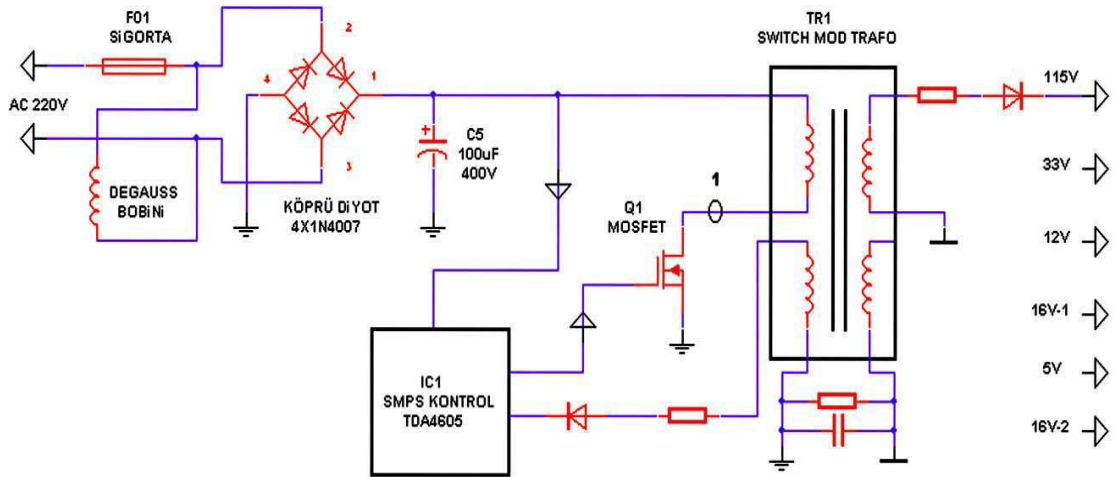 F01
SiGORTA
AC 220V
DEGAUSS
BOBiNi
2
4
1
3
KÖPRÜ DiYOT
4X1N4007
+
C5
100uF
400V
Q1
MOSFET
1
IC1
SMPS KONTROL
TDA4605
TR1
SWITCH MOD TRAFO
115V
33V
12V
16V-1
5V
16V-2